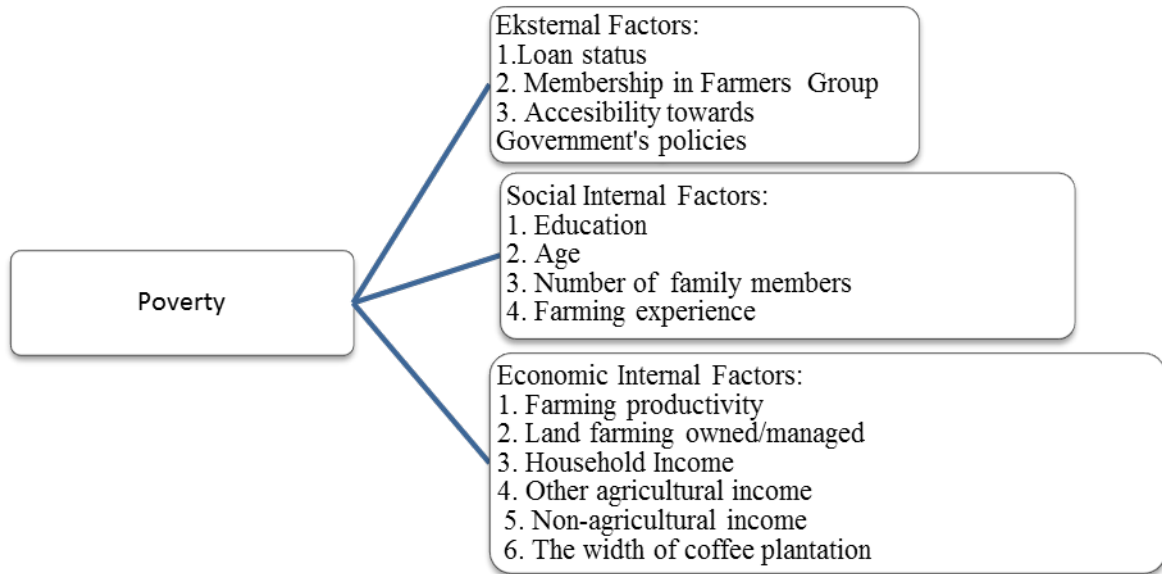 Eksternal Factors:
1.Loan status
2. Membership in Farmers Group
3. Accesibility towards
Government's policies
Social Internal Factors:
1. Education
2. Age
3. Number of family members
4. Farming experience
Poverty
Economic Internal Factors:
1. Farming productivity
2. Land farming owned/managed
3. Household Income
4. Other agricultural income
5. Non-agricultural income
6. The width of coffee plantation